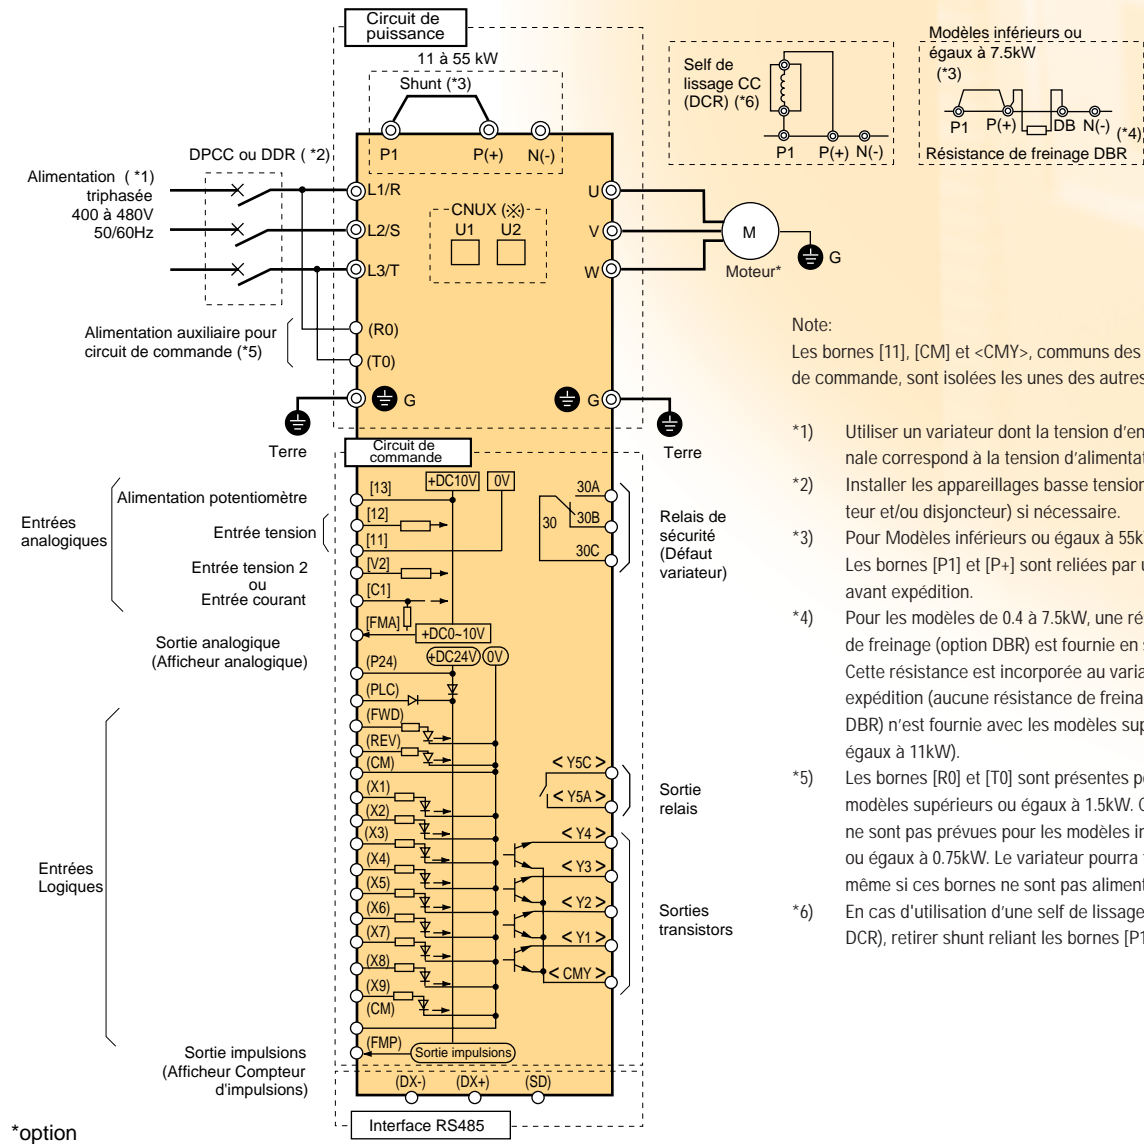 Circuit de
puissance
11 à 55 kW
Shunt (*3)
P1
P(+)
N(-)
DPCC ou DDR ( *2)
Alimentation ( *1)
triphasée
400 à 480V
50/60Hz
L1/R
L2/S
L3/T
CNUX (※)
U1
U2
U
V
W
M
Moteur*
G
Self de
lissage CC
(DCR) (*6)
P1
P(+)
N(-)
Modèles inférieurs ou
égaux à 7.5kW
(*3)
P1
P(+)
DB
N(-)
(*4)
Résistance de freinage DBR
Alimentation auxiliaire pour
circuit de commande (*5)
(R0)
(T0)
G
G
Terre
Terre
Circuit de
commande
Entrées
analogiques
Alimentation potentiomètre
Entrée tension
Entrée tension 2
ou
Entrée courant
Sortie analogique
(Afficheur analogique)
[13]
[12]
[11]
[V2]
[C1]
[FMA]
+DC10V
0V
+DC0~10V
+DC24V
0V
30
30A
30B
30C
Relais de
sécurité
(Défaut
variateur)
(P24)
(PLC)
(FWD)
(REV)
(CM)
(X1)
(X2)
(X3)
(X4)
(X5)
(X6)
(X7)
(X8)
(X9)
(CM)
(FMP)
Sortie impulsions
Entrées
Logiques
Sortie impulsions
(Afficheur Compteur
d'impulsions)
< Y5C >
< Y5A >
Sortie
relais
< Y4 >
< Y3 >
< Y2 >
< Y1 >
< CMY >
Sorties
transistors
(DX-)
(DX+)
(SD)
Interface RS485
*option
Note:
Les bornes [11], [CM] et <CMY>, communs des
de commande, sont isolées les unes des autres
*1) Utiliser un variateur dont la tension d'en
nale correspond à la tension d'alimentat
*2) Installer les appareillages basse tension
teur et/ou disjoncteur) si nécessaire.
*3) Pour Modèles inférieurs ou égaux à 55k
Les bornes [P1] et [P+] sont reliées par u
avant expédition.
*4) Pour les modèles de 0.4 à 7.5kW, une ré
de freinage (option DBR) est fournie en s
Cette résistance est incorporée au varia
expédition (aucune résistance de freina
DBR) n'est fournie avec les modèles sup
égaux à 11kW).
*5) Les bornes [R0] et [T0] sont présentes p
modèles supérieurs ou égaux à 1.5kW. C
ne sont pas prévues pour les modèles in
ou égaux à 0.75kW. Le variateur pourra
même si ces bornes ne sont pas aliment
*6) En cas d'utilisation d'une self de lissage
DCR), retirer shunt reliant les bornes [P1